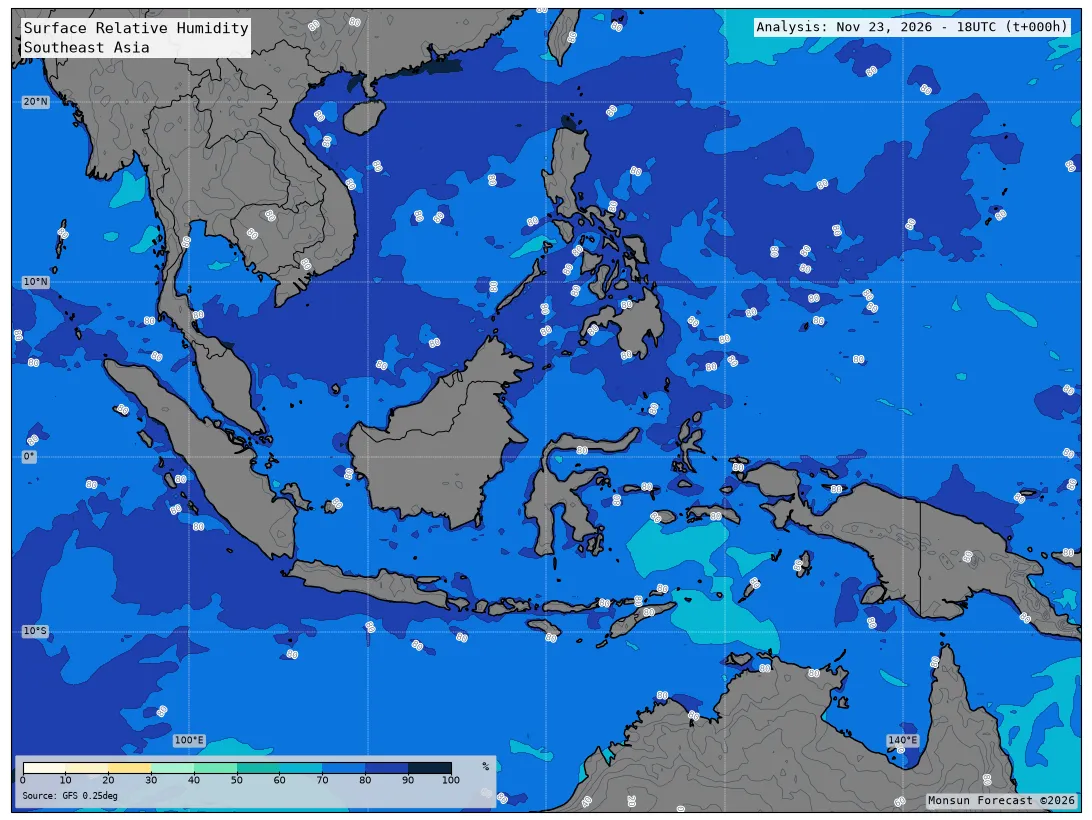 Surface Relative Humidity
Southeast Asia
Analysis: Nov 23, 2026 - 18UTC (t+000h)
20°N
10°N
0°
10°S
100°E
140°E
0 10 20 30 40 50 60 70 80 90 100
%
Source: GFS 0.25deg
Monsun Forecast ©2026